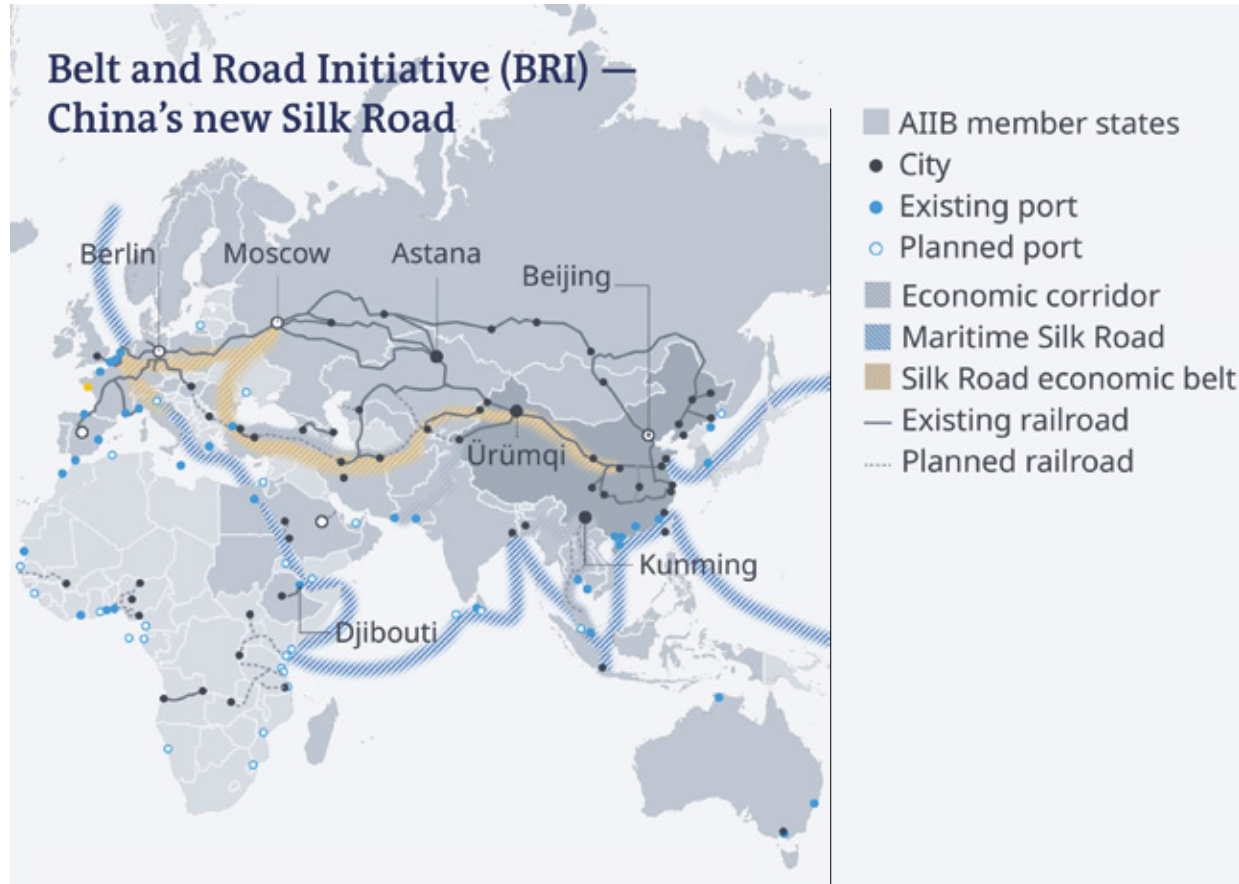 Belt and Road Initiative (BRI) —
China's new Silk Road
AIIB member states
City
Existing port
Planned port
Economic corridor
Maritime Silk Road
Silk Road economic belt
Existing railroad
Planned railroad
Berlin
Moscow
Astana
Beijing
Ürümqi
Kunming
Djibouti